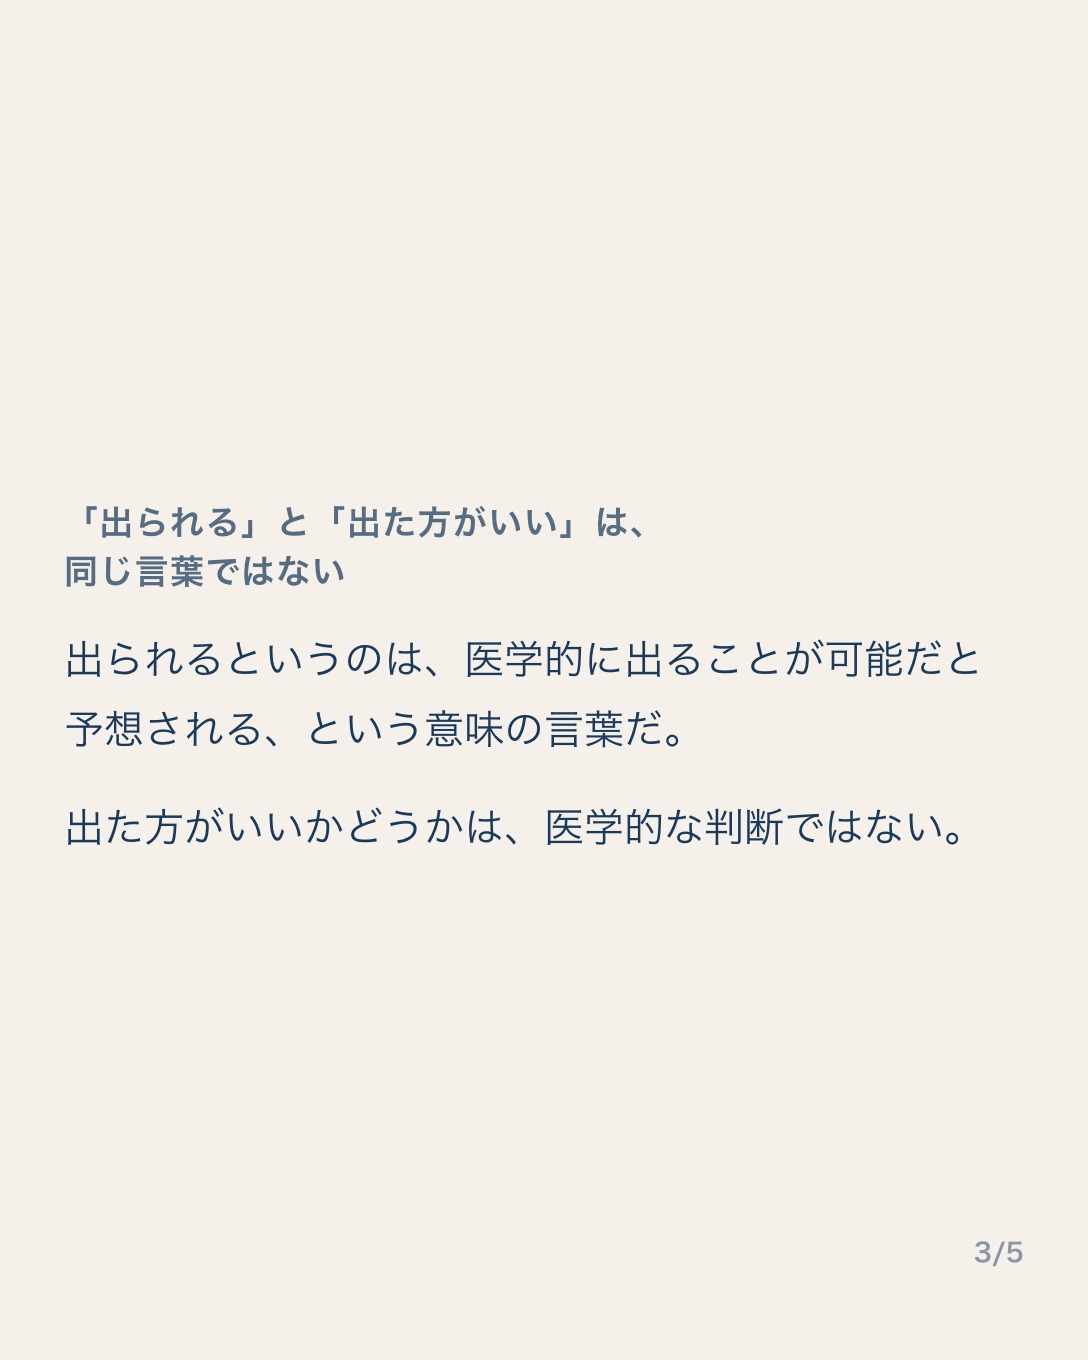 「出られる」と「出た方がいい」は、
同じ言葉ではない
出られるというのは、医学的に出ることが可能だと
予想される、という意味の言葉だ。
出た方がいいかどうかは、医学的な判断ではない。
3/5